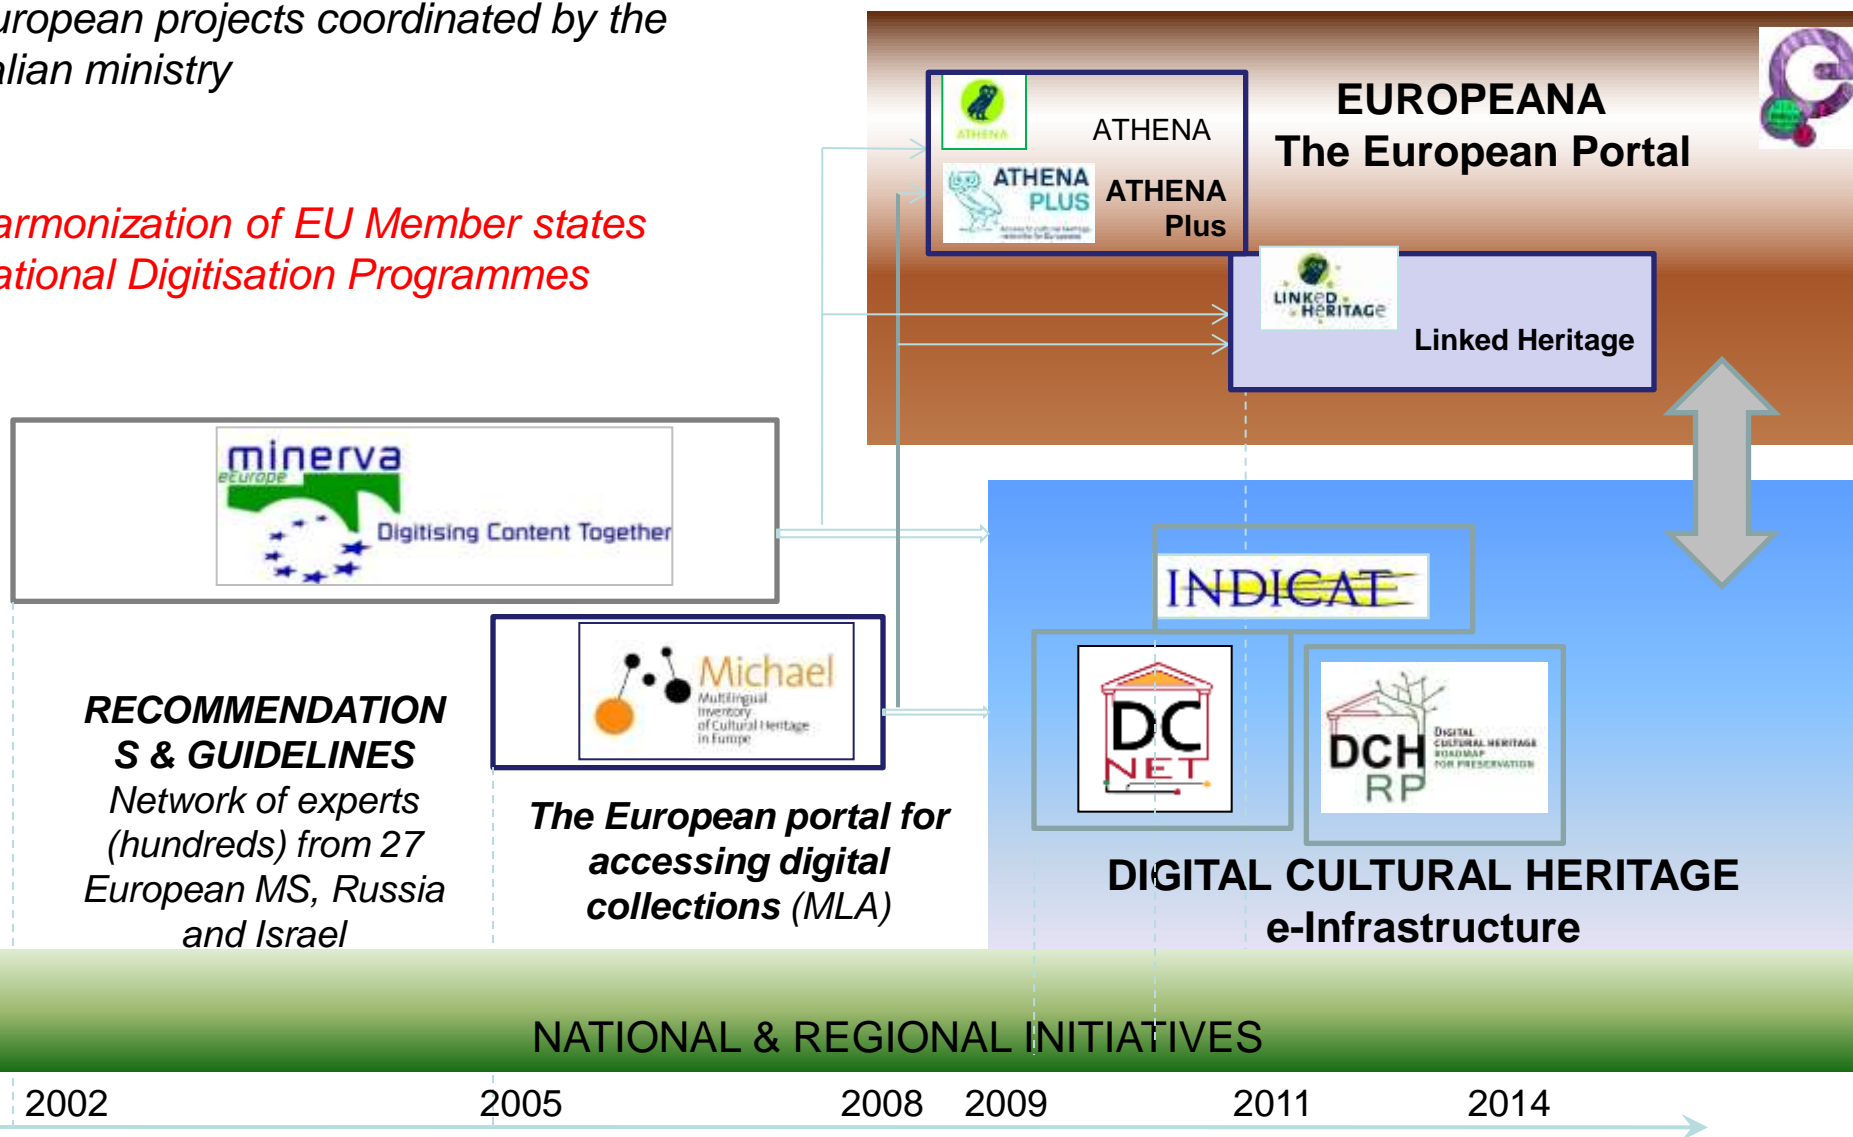 uropean projects coordinated by the
alian ministry
armonization of EU Member states
ational Digitisation Programmes
EUROPEANA
The European Portal
ATHENA
ATHENA
ATHENA
PLUS
ATHENA
Plus
LINKED
HERITAGE
Linked Heritage
minerva
eEurope
Digitising Content Together
Michael
Multilingual
Inventory
of Cultural Heritage
in Europe
INDICATE
DC
NET
DCH
RP
DIGITAL
CULTURAL HERITAGE
ROADMAP
FOR PRESERVATION
RECOMMENDATION
S & GUIDELINES
Network of experts
(hundreds) from 27
European MS, Russia
and Israel
The European portal for
accessing digital
collections (MLA)
DIGITAL CULTURAL HERITAGE
e-Infrastructure
NATIONAL & REGIONAL INITIATIVES
2002 2005 2008 2009 2011 2014